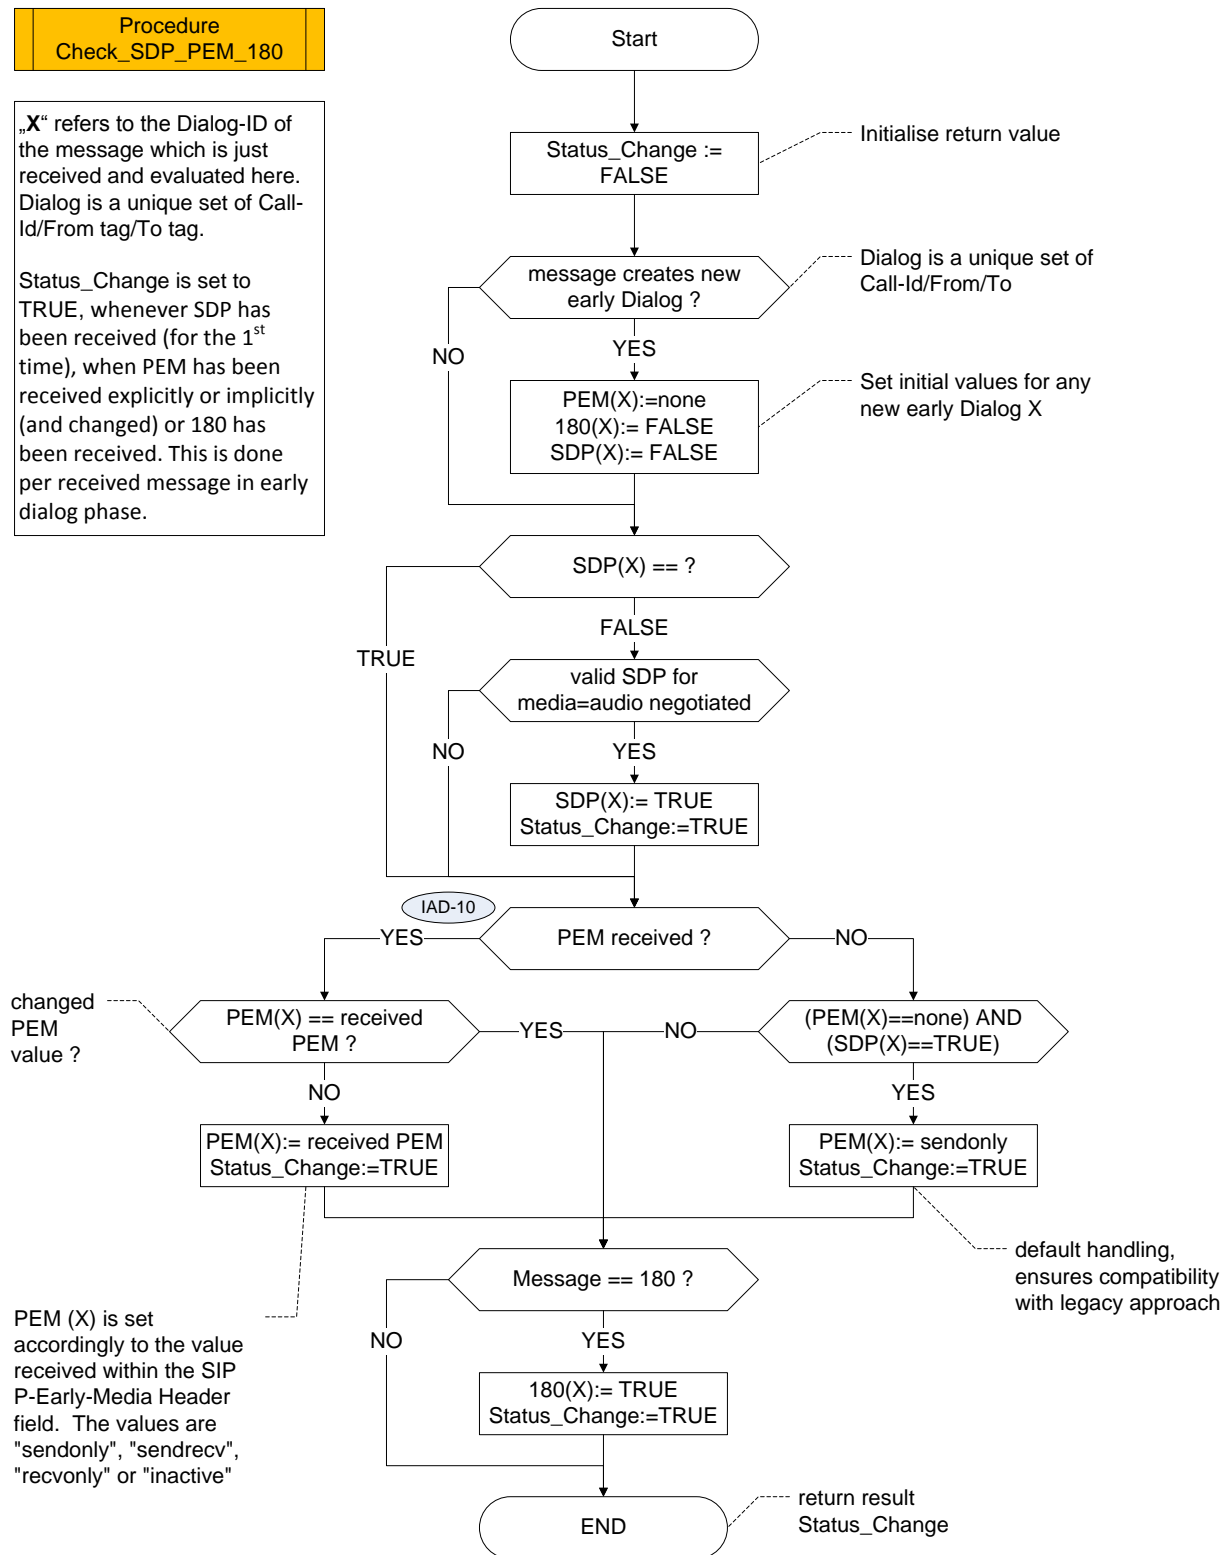 Procedure
Check_SDP_PEM_180
„X“ refers to the Dialog-ID of
the message which is just
received and evaluated here.
Dialog is a unique set of Call-
Id/From tag/To tag.
Status_Change is set to
TRUE, whenever SDP has
been received (for the 1st
time), when PEM has been
received explicitly or implicitly
(and changed) or 180 has
been received. This is done
per received message in early
dialog phase.
Start
Status_Change :=
FALSE
Initialise return value
message creates new
early Dialog ?
Dialog is a unique set of
Call-Id/From/To
NO
YES
PEM(X):=none
180(X):= FALSE
SDP(X):= FALSE
Set initial values for any
new early Dialog X
SDP(X) == ?
FALSE
TRUE
valid SDP for
media=audio negotiated
NO
YES
SDP(X):= TRUE
Status_Change:=TRUE
IAD-10
PEM received ?
YES
NO
changed
PEM
value ?
PEM(X) == received
PEM ?
YES
NO
(PEM(X)==none) AND
(SDP(X)==TRUE)
NO
YES
PEM(X):= received PEM
Status_Change:=TRUE
PEM(X):= sendonly
Status_Change:=TRUE
default handling,
ensures compatibility
with legacy approach
Message == 180 ?
PEM (X) is set
accordingly to the value
received within the SIP
P-Early-Media Header
field.  The values are
"sendonly", "sendrecv",
"recvonly" or "inactive"
NO
YES
180(X):= TRUE
Status_Change:=TRUE
END
return result
Status_Change